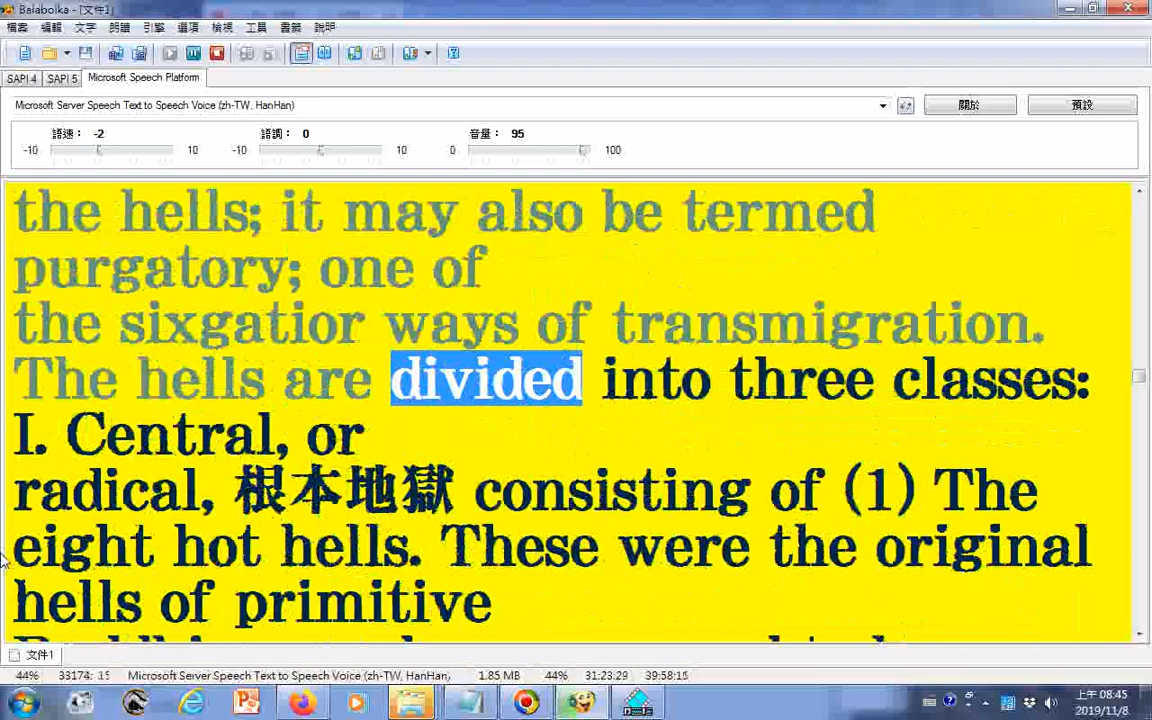 Balabolka - [文件1]
檔案 編輯 文字 朗讀 引擎 選項 檢視 工具 書籤 說明
SAPI 4 SAPI 5 Microsoft Speech Platform
Microsoft Server Speech Text to Speech Voice (zh-TW, HanHan) 關於 預設
語速： -2 語調： 0 音量： 95
-10 10 -10 10 0 100
the hells; it may also be termed
purgatory; one of
the sixgatior ways of transmigration.
The hells are divided into three classes:
I. Central, or
radical, 根本地獄 consisting of (1) The
eight hot hells. These were the original
hells of primitive
文件1
44% 33174: 15 Microsoft Server Speech Text to Speech Voice (zh-TW, HanHan) 1.85 MB 44% 31:23:29 39:58:15
上午 08:45
2019/11/8